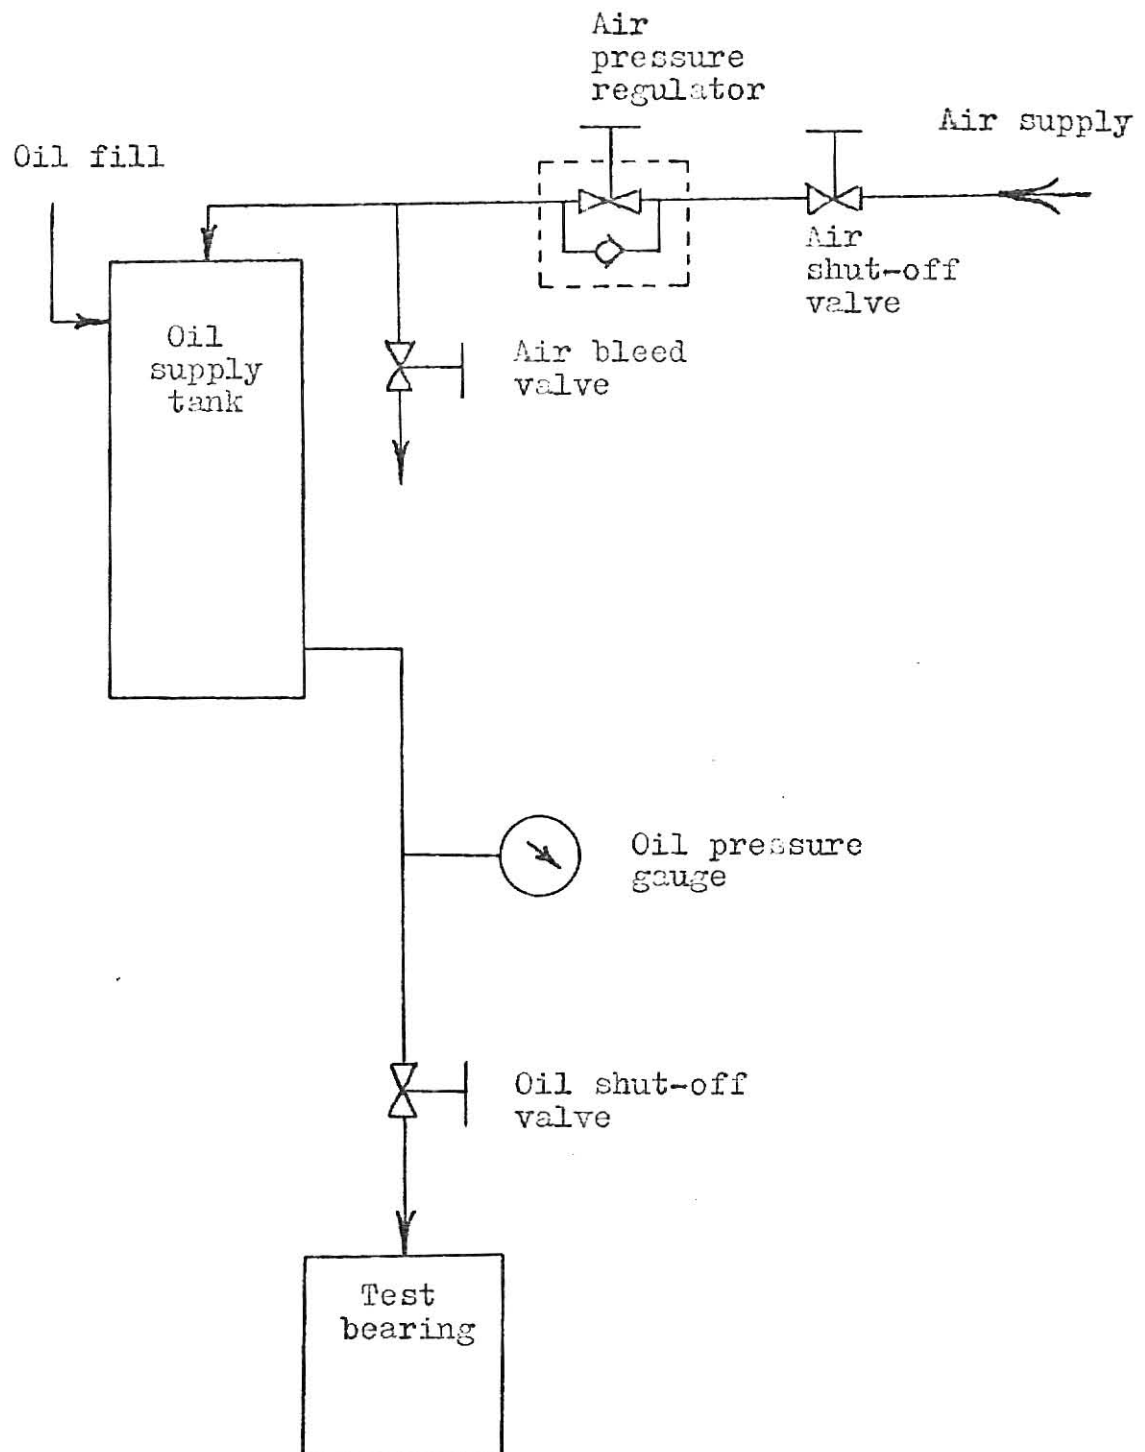 Air
pressure
regulator
Air supply
Oil fill
Air
shut-off
valve
Oil
supply
tank
Air bleed
valve
Oil pressure
gauge
Oil shut-off
valve
Test
bearing